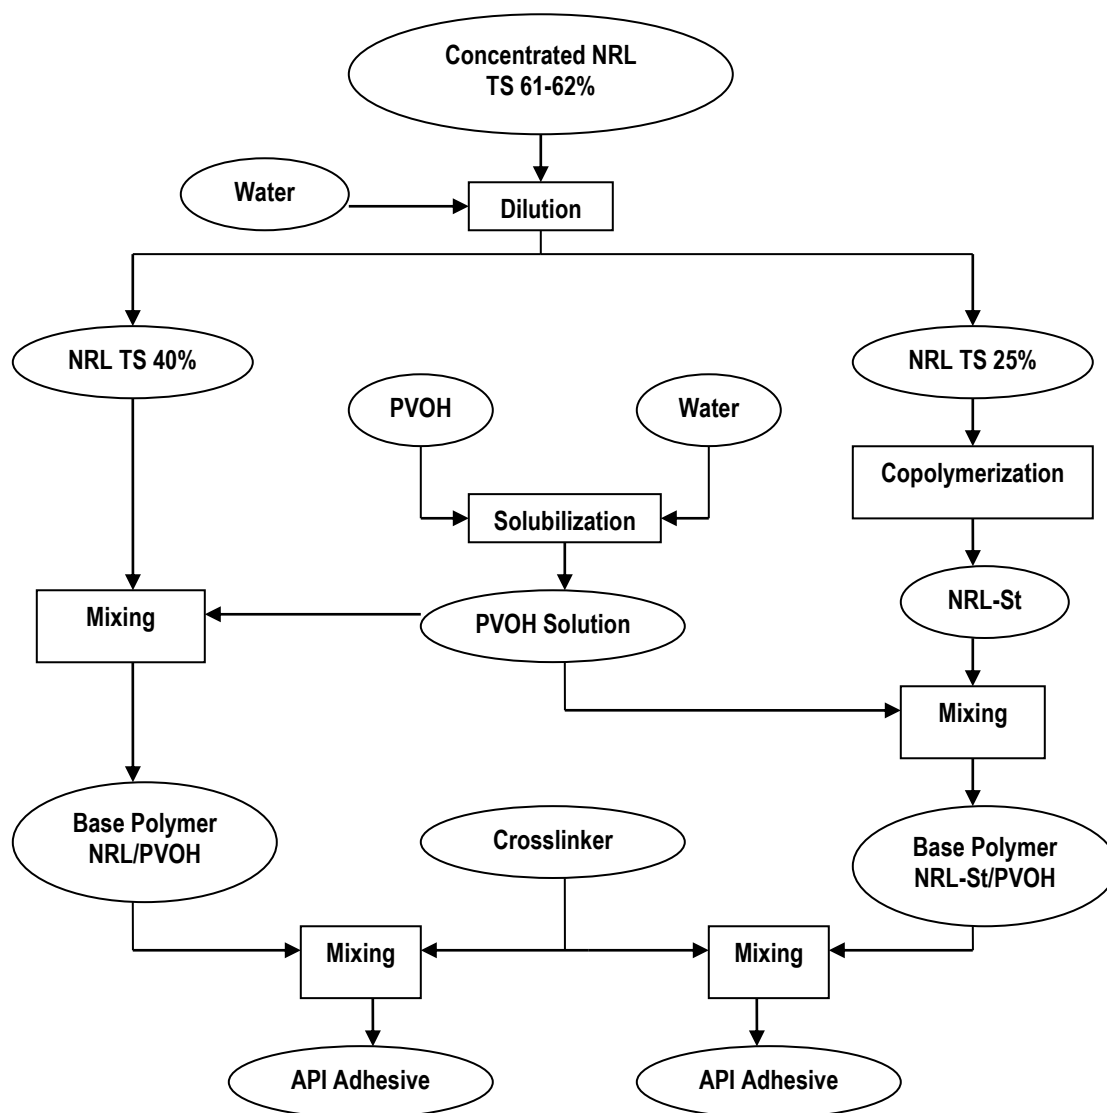 Concentrated NRL
TS 61-62%
Water
Dilution
NRL TS 40%
NRL TS 25%
PVOH
Water
Copolymerization
Solubilization
NRL-St
Mixing
PVOH Solution
Mixing
Base Polymer
NRL/PVOH
Crosslinker
Base Polymer
NRL-St/PVOH
Mixing
Mixing
API Adhesive
API Adhesive